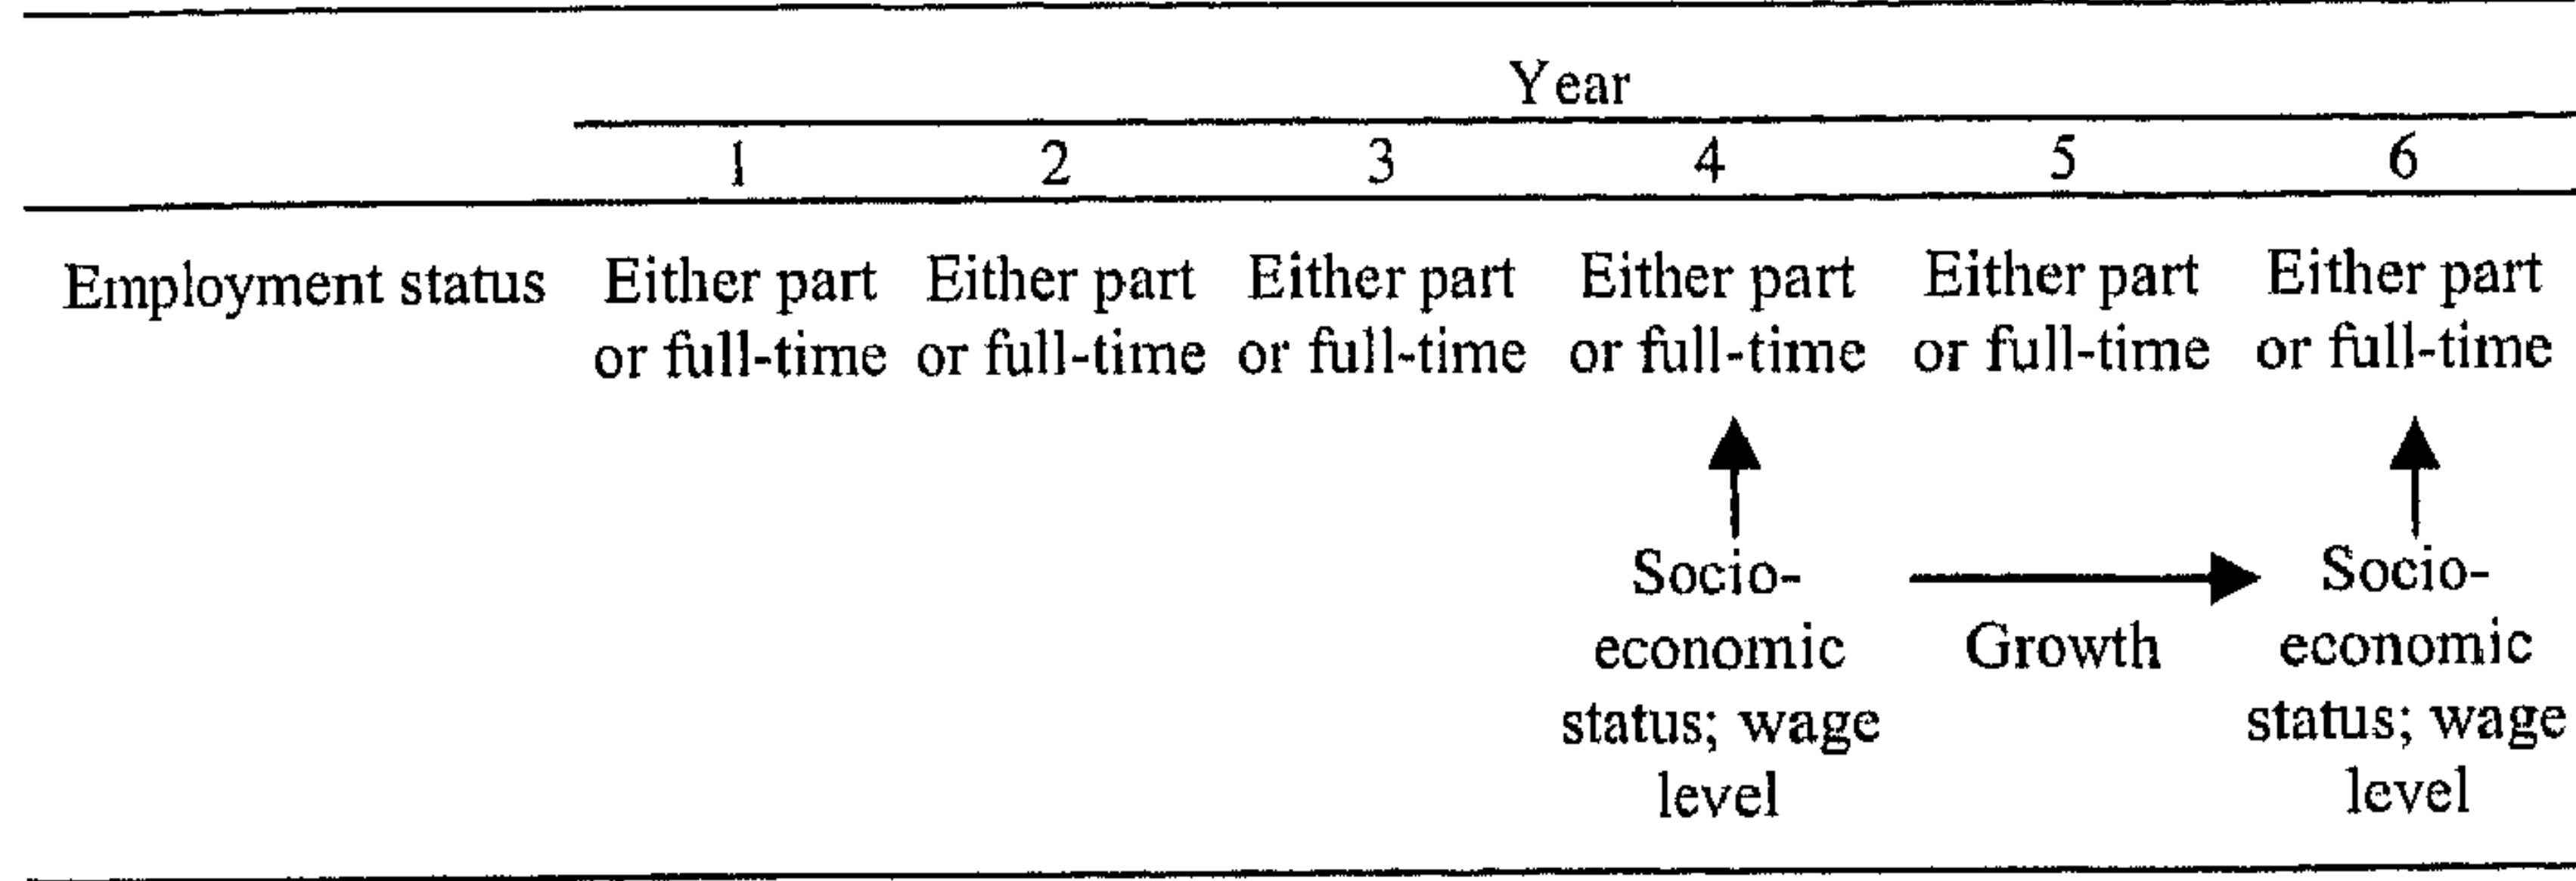 Year
1 2 3 4 5 6
Employment status Either part Either part Either part Either part Either part Either part
or full-time or full-time or full-time or full-time or full-time or full-time
Socio- Socio-
economic Growth economic
status; wage status; wage
level level